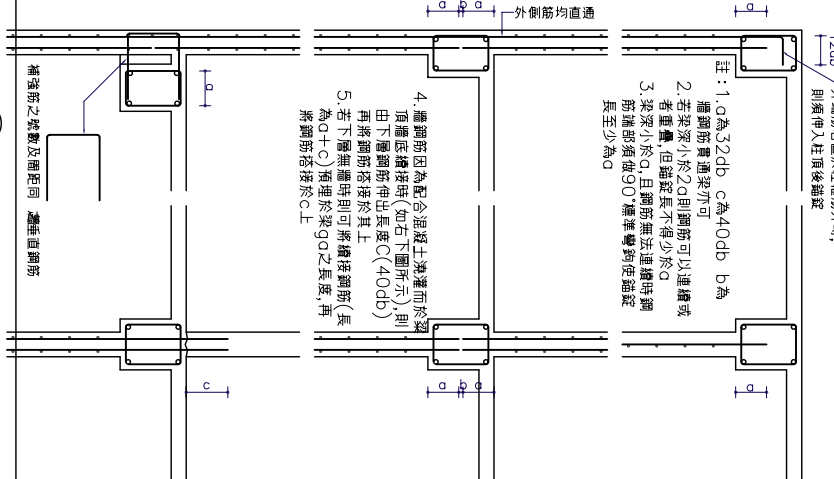 外側筋均直通
a
b
a
a
12db
則須伸入柱頂後錨錠
註：1.a為32db c為40db b為
牆鋼筋貫通梁亦可
2.若梁深小於2a則鋼筋可以連續或
者重疊,但錨錠長不得少於a
3.梁深小於a,且鋼筋無法連續時鋼
筋端部須做90°標準彎鉤使錨錠
長至少為a
4.牆鋼筋因為配合混凝土澆灌而於梁
頂牆底續接時(如右下圖所示),則
由下層鋼筋伸出長度C(40db)
再將鋼筋搭接於其上
5.若下層無牆時則可將續接鋼筋(長
為a+c)預埋於梁ga之長度,再
將鋼筋搭接於c上
a
補強筋之號數及間距同 牆垂直鋼筋
c
a
b
a
a